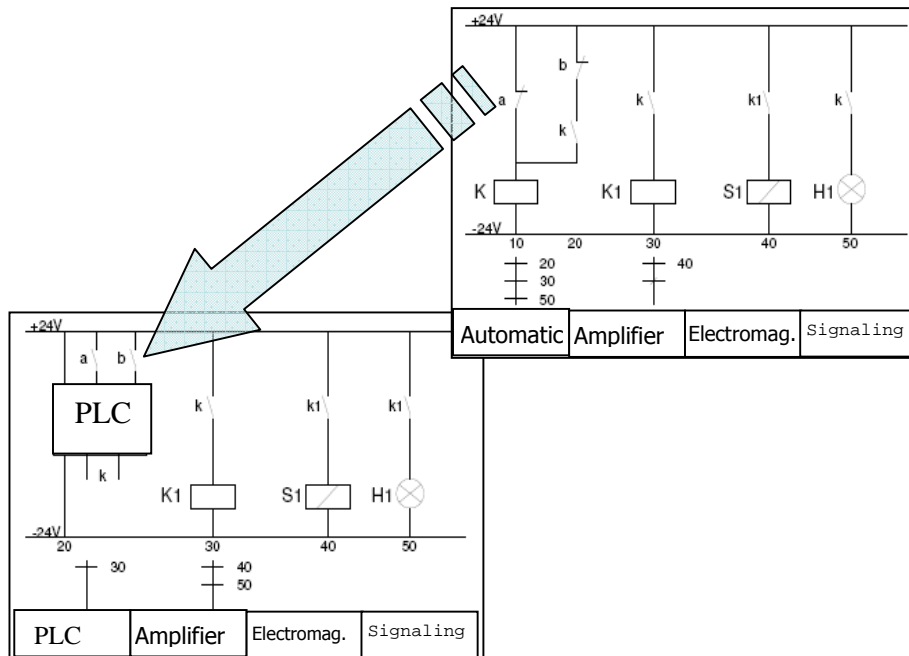 +24V
b
a k k1 k
k
K K1 S1 H1
-24V
10 20 30 40 50
20 40
30
50
Automatic Amplifier Electromag. Signaling
+24V
a b
PLC
k k1 k1
k
K1 S1 H1
-24V
20 30 40 50
30 40
50
PLC Amplifier Electromag. Signaling